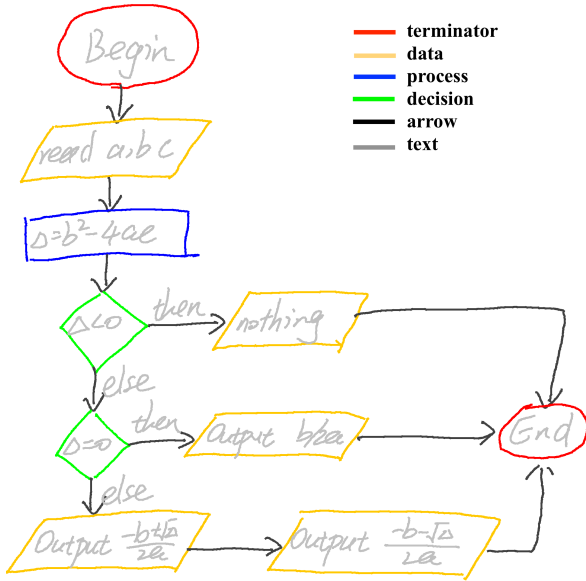 Begin
terminator
data
process
decision
arrow
text
read a, b c
Δ=b²-4ac
Δ<0
then
nothing
else
Δ=0
then
Output b/2a
End
else
Output (-b+√Δ)/2a
Output (-b-√Δ)/2a